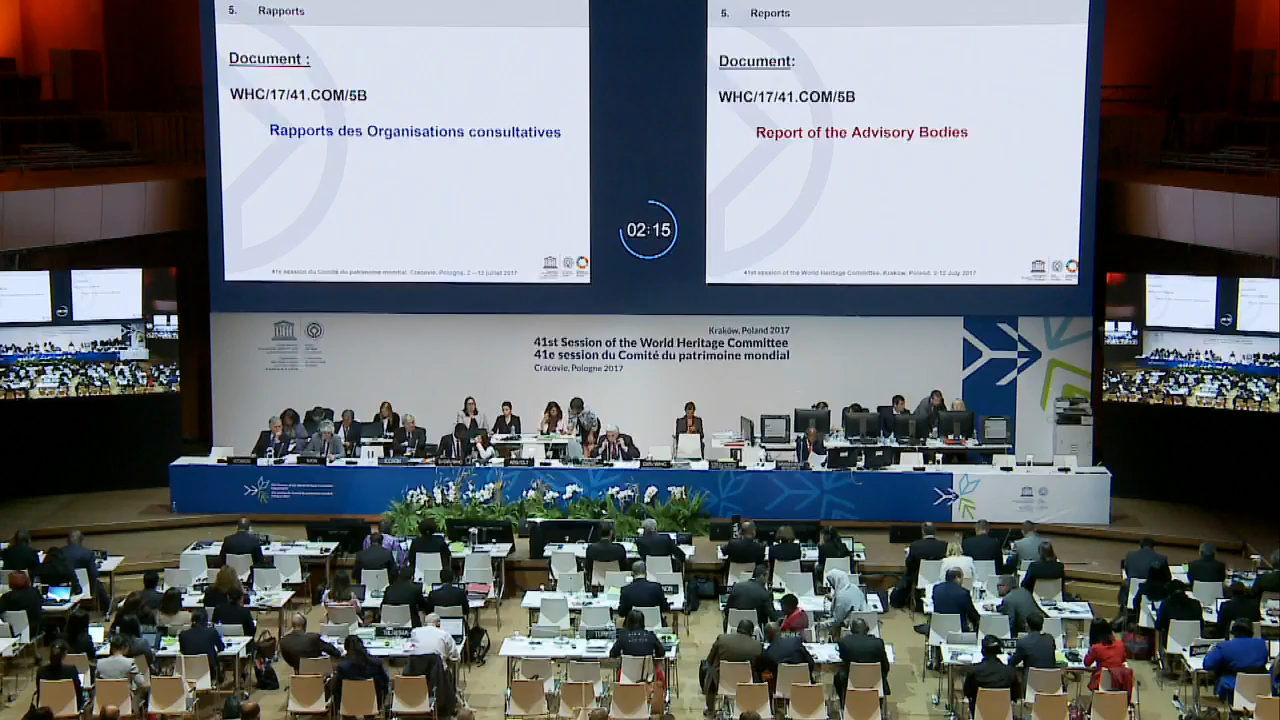 5. Rapports
Document :
WHC/17/41.COM/5B
Rapports des Organisations consultatives
41e session du Comité du patrimoine mondial, Cracovie, Pologne, 2 – 12 juillet 2017
5. Reports
Document:
WHC/17/41.COM/5B
Report of the Advisory Bodies
41st session of the World Heritage Committee, Krakow, Poland, 2-12 July 2017
02:15
Kraków, Poland 2017
41st Session of the World Heritage Committee
41e session du Comité du patrimoine mondial
Cracovie, Pologne 2017